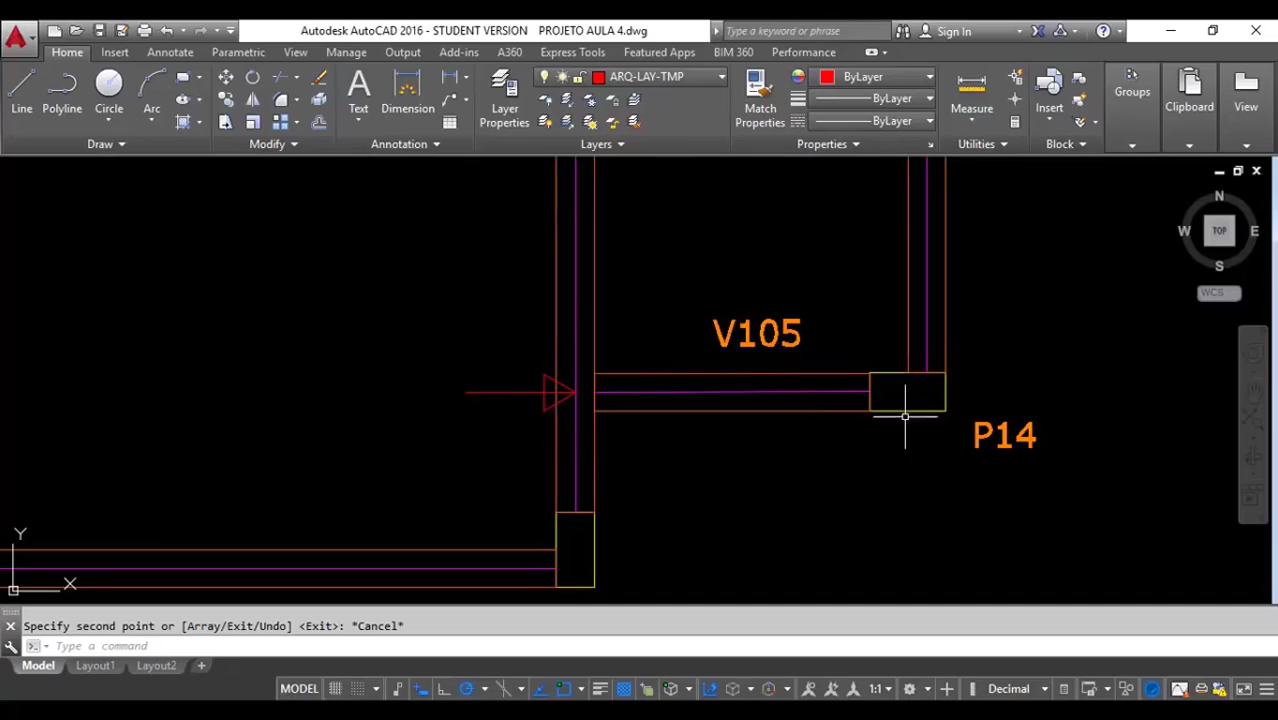 Autodesk AutoCAD 2016 - STUDENT VERSION PROJETO AULA 4.dwg
Type a keyword or phrase
Sign In
Home Insert Annotate Parametric View Manage Output Add-ins A360 Express Tools Featured Apps BIM 360 Performance
ARQ-LAY-TMP
ByLayer
ByLayer
ByLayer
Line Polyline Circle Arc Text Dimension Layer Properties Match Properties Measure Insert Groups Clipboard View
Draw Modify Annotation Layers Properties Utilities Block
N
W TOP E
S
WCS
V105
P14
Y
X
Specify second point or [Array/Exit/Undo] <Exit>: *Cancel*
Type a command
Model Layout1 Layout2 +
MODEL 1:1 Decimal